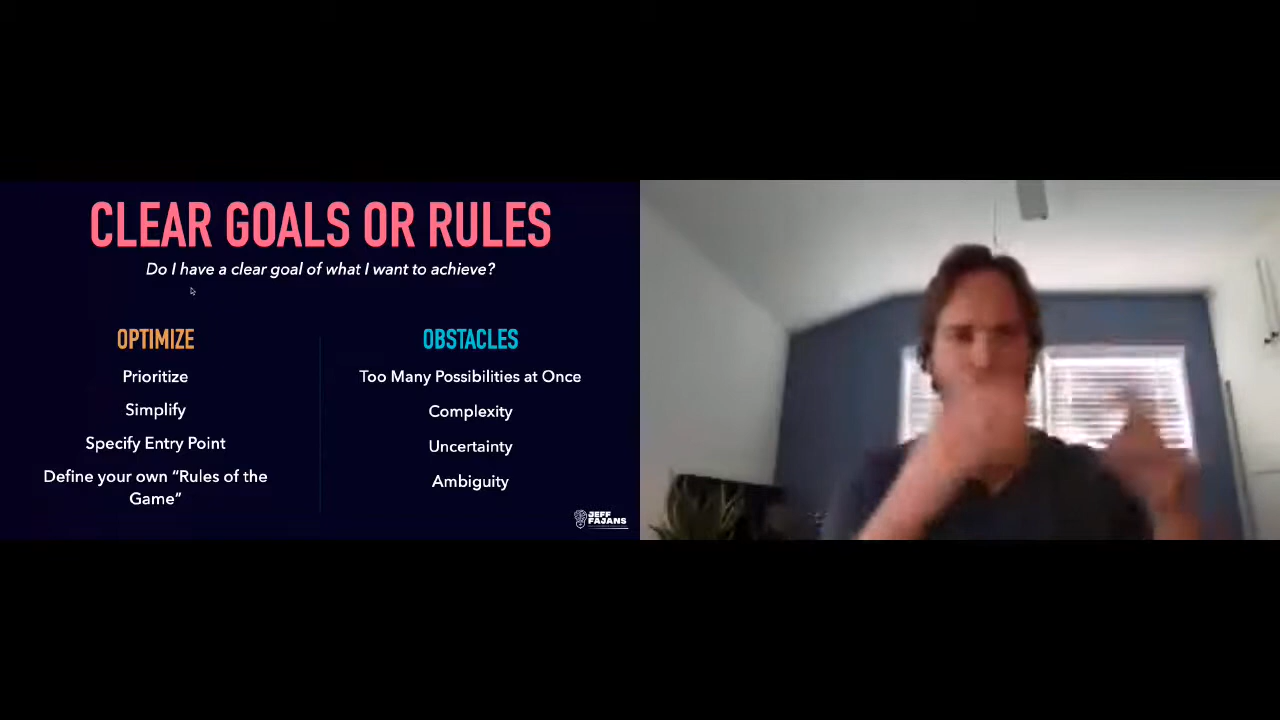 CLEAR GOALS OR RULES
Do I have a clear goal of what I want to achieve?
OPTIMIZE
Prioritize
Simplify
Specify Entry Point
Define your own “Rules of the
Game”
OBSTACLES
Too Many Possibilities at Once
Complexity
Uncertainty
Ambiguity
JEFF
FAJANS